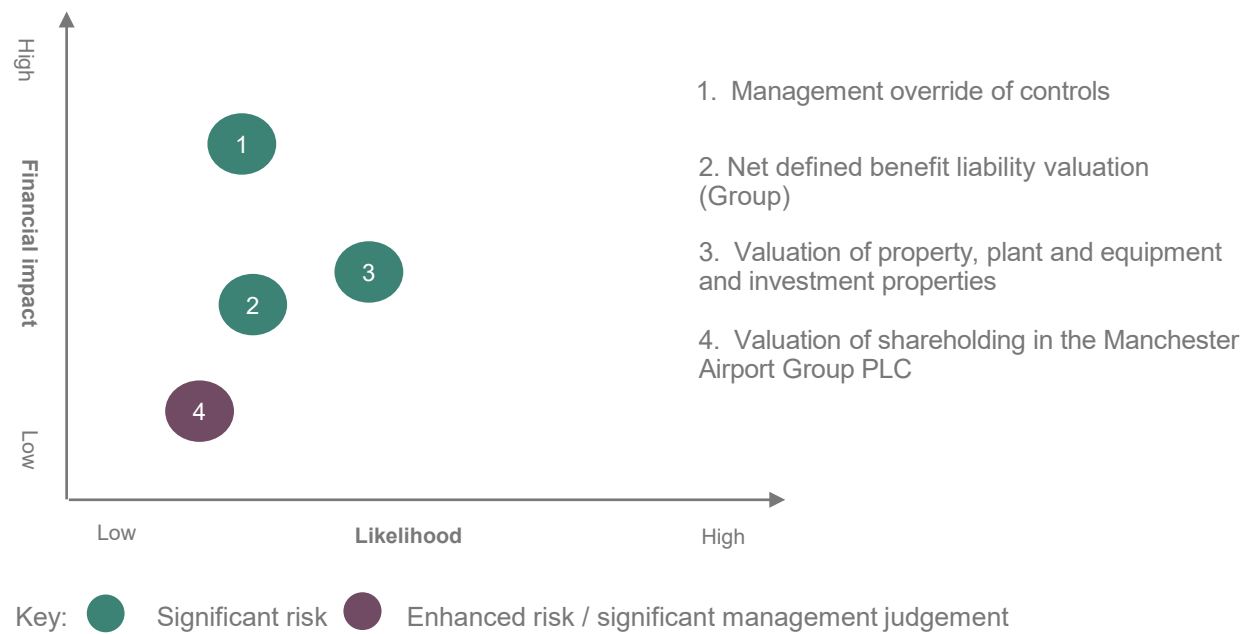 High
Financial impact
Low
1
2
3
4
Low
Likelihood
High
1. Management override of controls
2. Net defined benefit liability valuation
(Group)
3. Valuation of property, plant and equipment
and investment properties
4. Valuation of shareholding in the Manchester
Airport Group PLC
Key:
Significant risk
Enhanced risk / significant management judgement